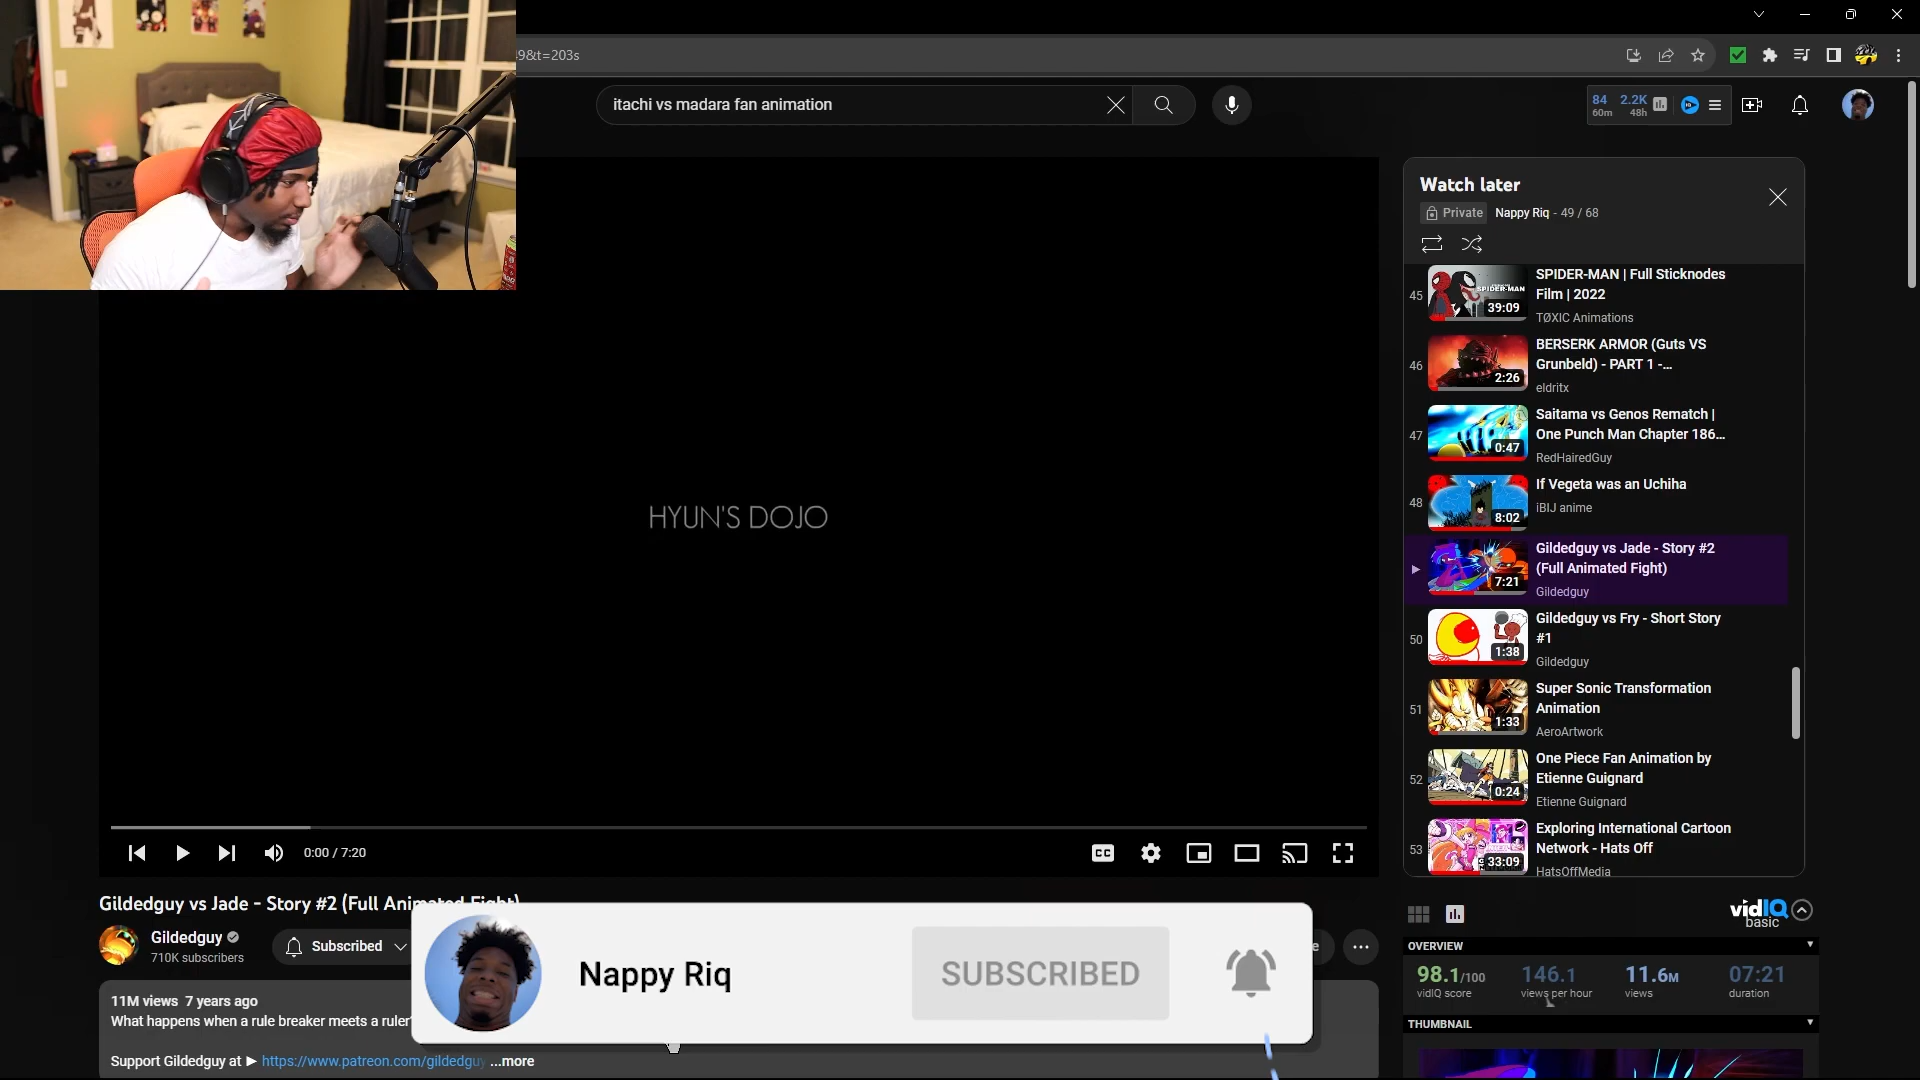 9&t=203s
itachi vs madara fan animation
84 2.2K
60m 48h
Watch later
Private Nappy Riq - 49 / 68
45 SPIDER-MAN | Full Sticknodes
Film | 2022
SPIDER-MAN
39:09
TØXIC Animations
46 BERSERK ARMOR (Guts VS
Grunbeld) - PART 1 -...
2:26
eldritx
47 Saitama vs Genos Rematch |
One Punch Man Chapter 186...
0:47
RedHairedGuy
48 If Vegeta was an Uchiha
iBIJ anime
8:02
Gildedguy vs Jade - Story #2
(Full Animated Fight)
7:21
Gildedguy
50 Gildedguy vs Fry - Short Story
#1
1:38
Gildedguy
51 Super Sonic Transformation
Animation
1:33
AeroArtwork
52 One Piece Fan Animation by
Etienne Guignard
0:24
Etienne Guignard
53 Exploring International Cartoon
Network - Hats Off
33:09
HatsOffMedia
HYUN'S DOJO
CC
0:00 / 7:20
Gildedguy vs Jade - Story #2 (Full Animated Fight)
Gildedguy
710K subscribers
Subscribed
11M views 7 years ago
What happens when a rule breaker meets a ruler
Support Gildedguy at ► https://www.patreon.com/gildedguy ...more
Nappy Riq
SUBSCRIBED
vidIQ
basic
OVERVIEW
98.1/100 146.1 11.6M 07:21
vidIQ score views per hour views duration
THUMBNAIL